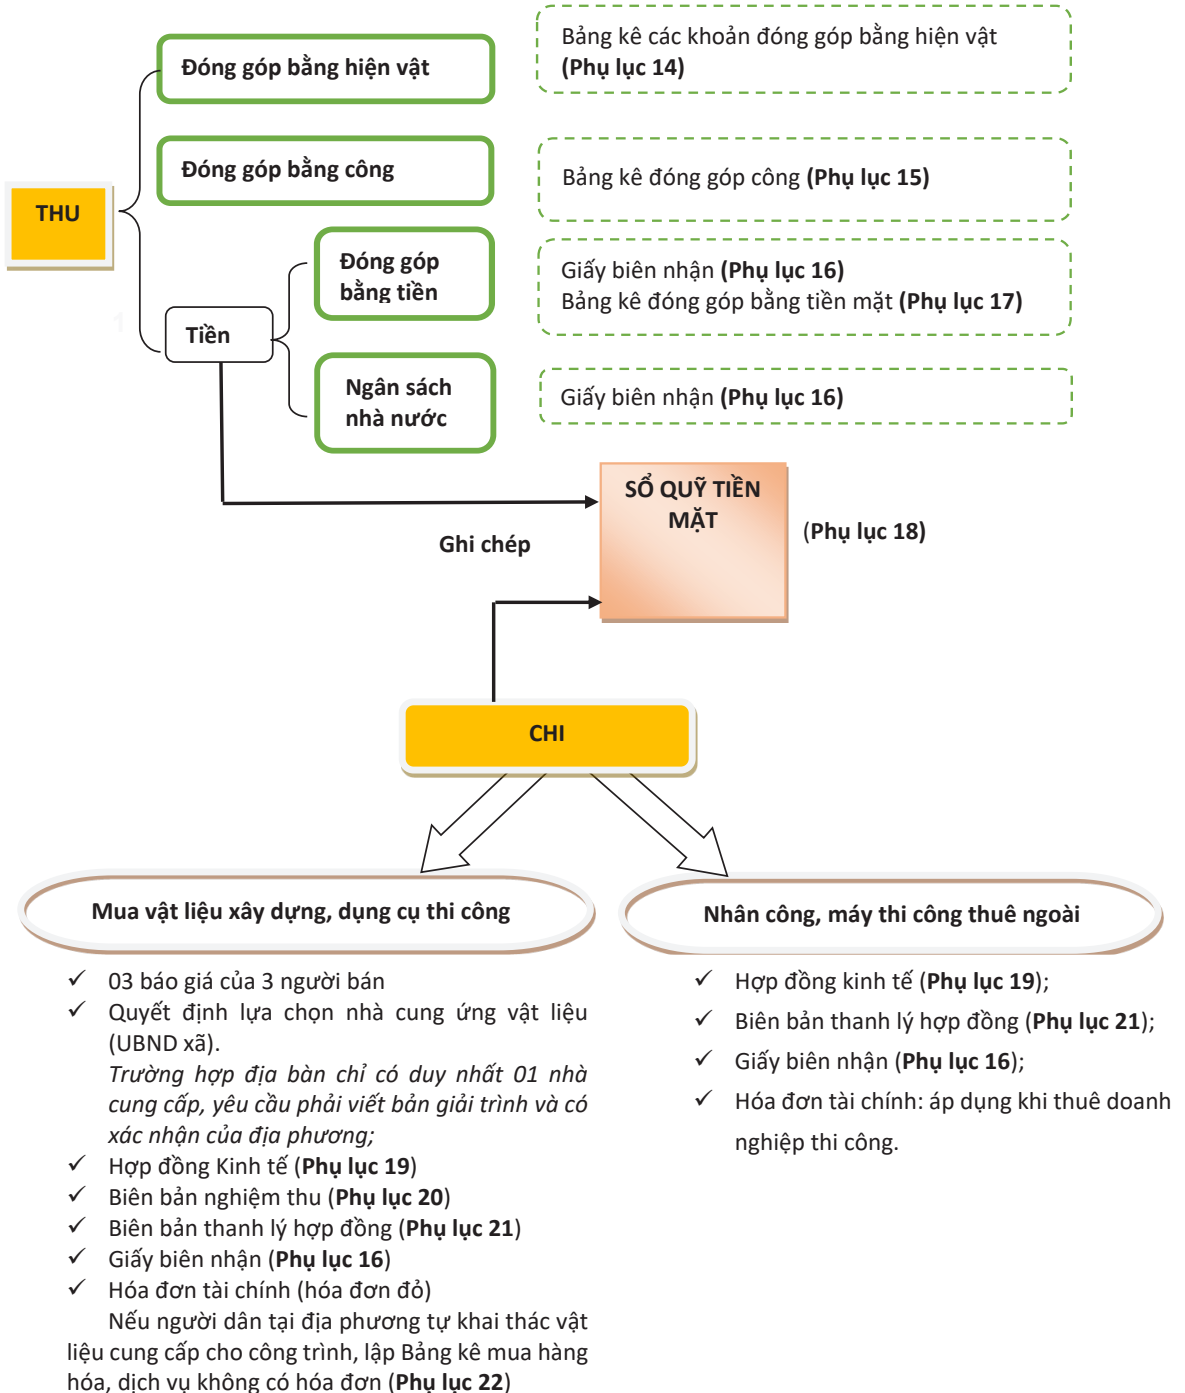 Đóng góp bằng hiện vật
Bảng kê các khoản đóng góp bằng hiện vật
(Phụ lục 14)
Đóng góp bằng công
Bảng kê đóng góp công (Phụ lục 15)
THU
Đóng góp
bằng tiền
Giấy biên nhận (Phụ lục 16)
Bảng kê đóng góp bằng tiền mặt (Phụ lục 17)
1
Tiền
Ngân sách
nhà nước
Giấy biên nhận (Phụ lục 16)
SỔ QUỸ TIỀN
MẶT
(Phụ lục 18)
Ghi chép
CHI
Mua vật liệu xây dựng, dụng cụ thi công
✓ 03 báo giá của 3 người bán
✓ Quyết định lựa chọn nhà cung ứng vật liệu
(UBND xã).
Trường hợp địa bàn chỉ có duy nhất 01 nhà
cung cấp, yêu cầu phải viết bản giải trình và có
xác nhận của địa phương;
✓ Hợp đồng Kinh tế (Phụ lục 19)
✓ Biên bản nghiệm thu (Phụ lục 20)
✓ Biên bản thanh lý hợp đồng (Phụ lục 21)
✓ Giấy biên nhận (Phụ lục 16)
✓ Hóa đơn tài chính (hóa đơn đỏ)
Nếu người dân tại địa phương tự khai thác vật
liệu cung cấp cho công trình, lập Bảng kê mua hàng
hóa, dịch vụ không có hóa đơn (Phụ lục 22)
Nhân công, máy thi công thuê ngoài
✓ Hợp đồng kinh tế (Phụ lục 19);
✓ Biên bản thanh lý hợp đồng (Phụ lục 21);
✓ Giấy biên nhận (Phụ lục 16);
✓ Hóa đơn tài chính: áp dụng khi thuê doanh
nghiệp thi công.